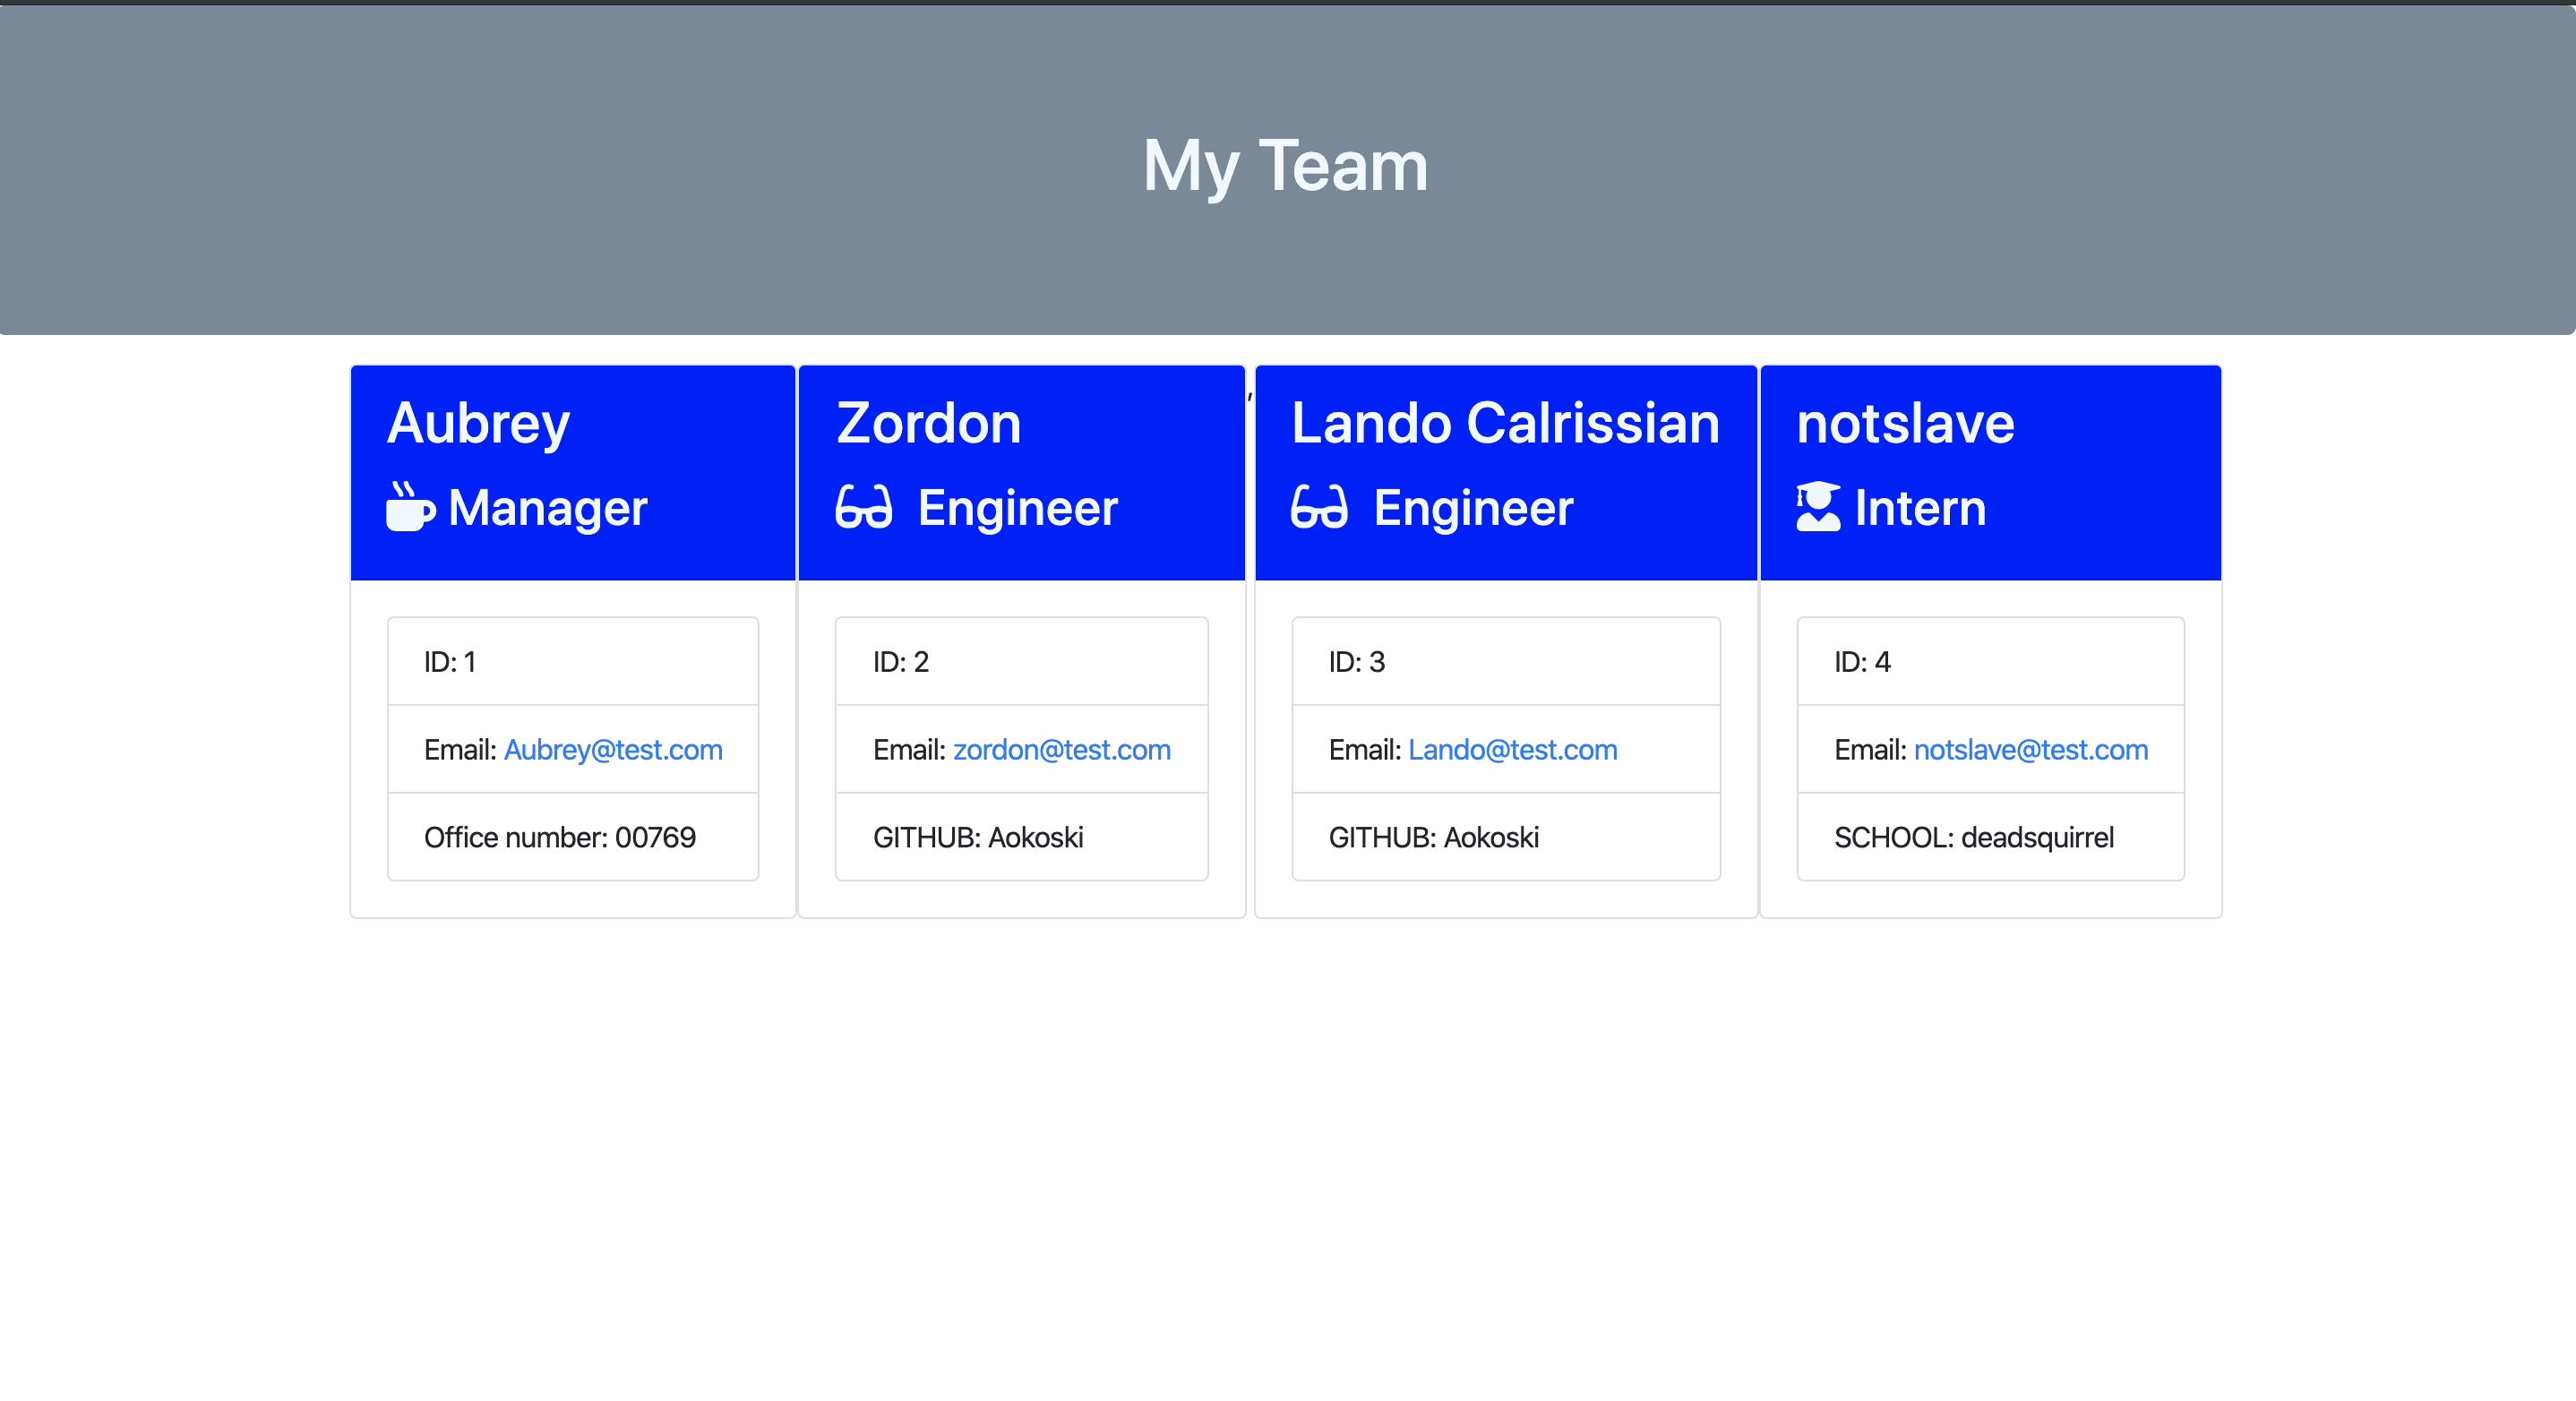 My Team
Aubrey
Manager
ID: 1
Email: Aubrey@test.com
Office number: 00769
Zordon
Engineer
ID: 2
Email: zordon@test.com
GITHUB: Aokoski
,
Lando Calrissian
Engineer
ID: 3
Email: Lando@test.com
GITHUB: Aokoski
notslave
Intern
ID: 4
Email: notslave@test.com
SCHOOL: deadsquirrel